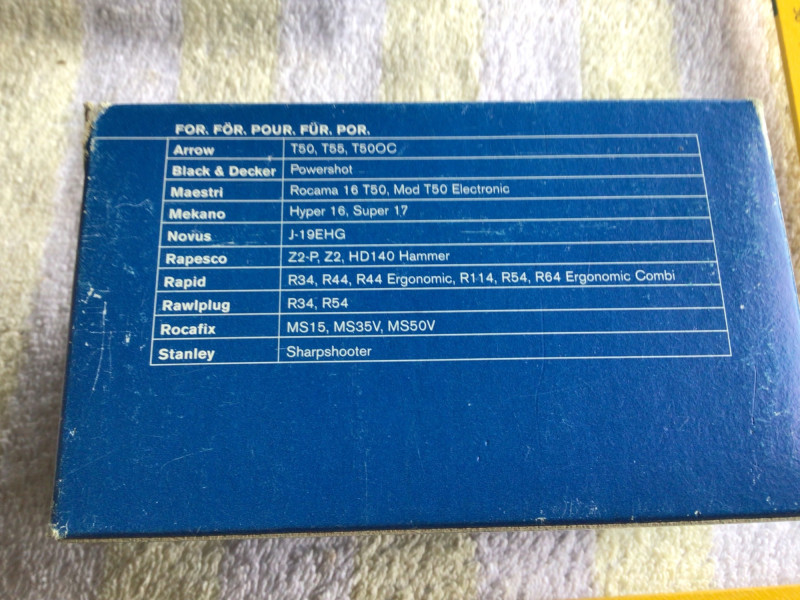 FOR. FÖR. POUR. FÜR. POR.
Arrow T50, T55, T50OC
Black & Decker Powershot
Maestri Rocama 16 T50, Mod T50 Electronic
Mekano Hyper 16, Super 17
Novus J-19EHG
Rapesco Z2-P, Z2, HD140 Hammer
Rapid R34, R44, R44 Ergonomic, R114, R54, R64 Ergonomic Combi
Rawlplug R34, R54
Rocafix MS15, MS35V, MS50V
Stanley Sharpshooter